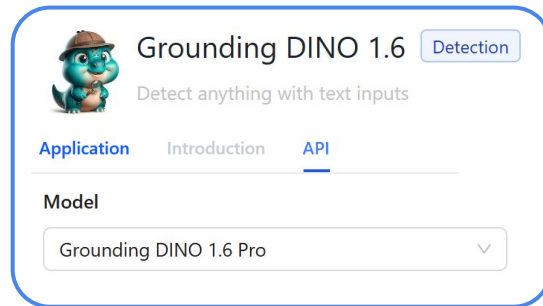 Grounding DINO 1.6 Detection
Detect anything with text inputs
Application Introduction API
Model
Grounding DINO 1.6 Pro